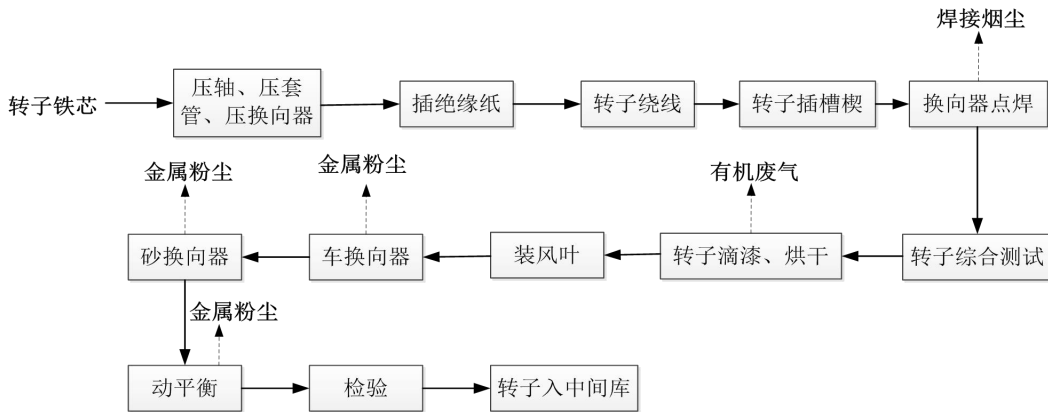 焊接烟尘
转子铁芯
压轴、压套
管、压换向器
插绝缘纸
转子绕线
转子插槽楔
换向器点焊
金属粉尘
金属粉尘
有机废气
砂换向器
车换向器
装风叶
转子滴漆、烘干
转子综合测试
金属粉尘
动平衡
检验
转子入中间库